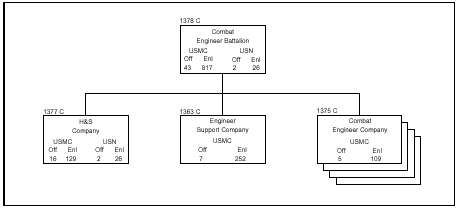 1378 C
Combat
Engineer Battalion
USMC USN
Off Enl Off Enl
43 817 2 26
1377 C
H&S
Company
USMC USN
Off Enl Off Enl
16 129 2 26
1363 C
Engineer
Support Company
USMC
Off Enl
7 252
1375 C
Combat
Engineer Company
USMC
Off Enl
5 109